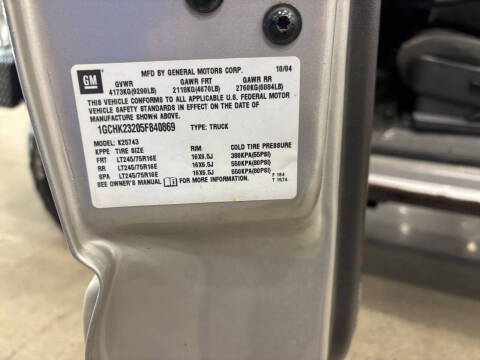 GM MFD BY GENERAL MOTORS CORP. 10/04
GVWR GAWR FRT GAWR RR
4173KG(9200LB) 2118KG(4670LB) 2760KG(6084LB)
THIS VEHICLE CONFORMS TO ALL APPLICABLE U.S. FEDERAL MOTOR
VEHICLE SAFETY STANDARDS IN EFFECT ON THE DATE OF
MANUFACTURE SHOWN ABOVE.
1GCHK23205F840869 TYPE: TRUCK
MODEL: K25743
KPPE TIRE SIZE RIM COLD TIRE PRESSURE
FRT LT245/75R16E 16X6.5J 380KPA(55PSI)
RR LT245/75R16E 16X6.5J 550KPA(80PSI)
SPA LT245/75R16E 16X6.5J 550KPA(80PSI)
SEE OWNER'S MANUAL FOR MORE INFORMATION.